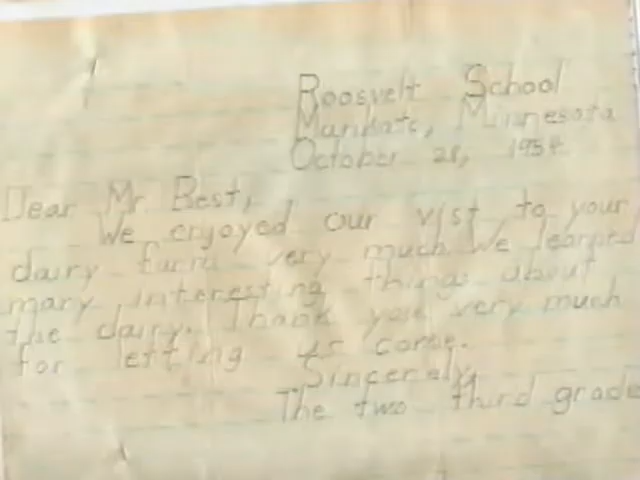 Roosvelt School
Mankato, Minnesota
October 28, 1954
Dear Mr Best,
We enjoyed our vist to your
dairy farm very much. We learned
many interesting things about
the dairy. Thank you very much
for letting us come.
Sincerely,
The two third grade